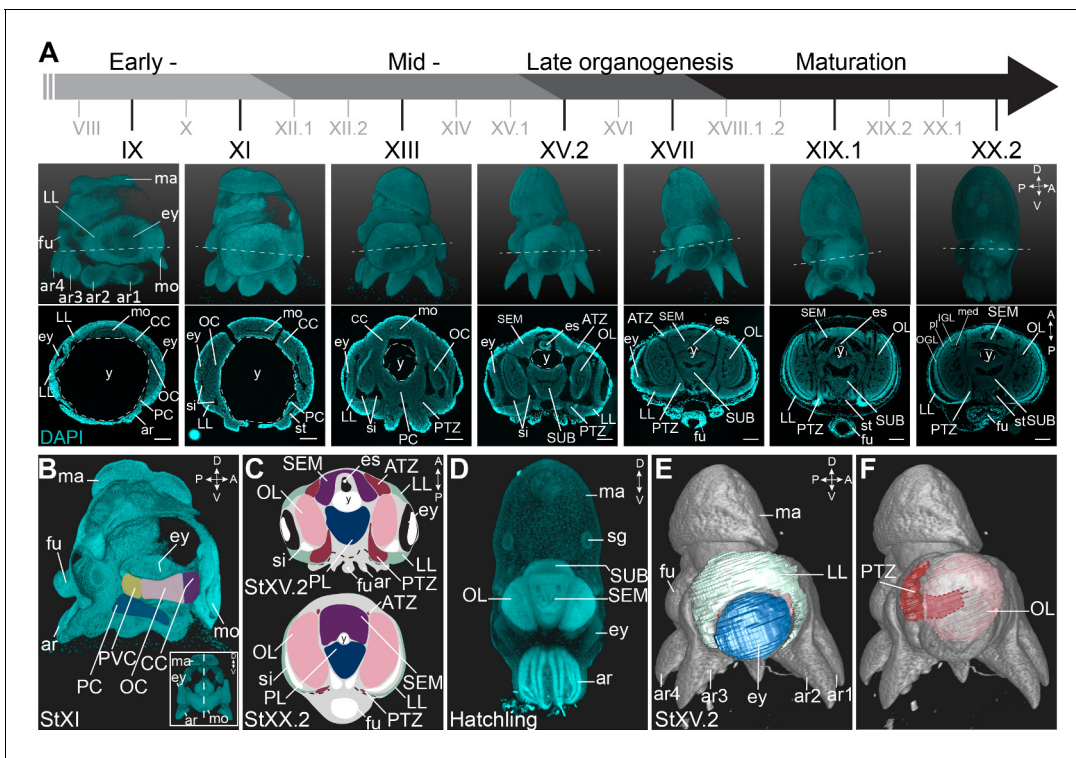 A
Early - Mid - Late organogenesis Maturation
VIII X XII.1 XII.2 XIV XV.1 XVI XVIII.1 .2 XIX.2 XX.1
IX XI XIII XV.2 XVII XIX.1 XX.2
ma
LL
ey
fu
ar4
ar3
ar2
ar1
mo
D
P A
V
LL
mo
CC
ey
ey
y
LL
OC
PC
ar
DAPI
OC
mo
CC
ey
y
si
LL
PC
st
CC
mo
OC
ey
y
LL
si
PC
PTZ
SEM
es
ATZ
OL
ey
y
LL
si
SUB
PTZ
ATZ
SEM
es
OL
ey
y
LL
PTZ
SUB
fu
SEM
es
OL
y
LL
PTZ
st
SUB
fu
OGL
pl
IGL
med
SEM
OL
y
LL
PTZ
st
SUB
fu
A
P
B
ma
D
P A
V
fu
ey
ar
mo
PC
PVC
OC
CC
StXI
ma
ey
ar
mo
D
V
C
SEM
es
ATZ
A
P
OL
LL
y
ey
si
LL
PL
fu
ar
PTZ
StXV.2
ATZ
OL
y
si
PL
SEM
LL
fu
PTZ
StXX.2
D
D
V
ma
sg
SUB
OL
SEM
ey
ar
Hatchling
E
D
P A
V
ma
fu
LL
ar4
ar3
ey
ar2
ar1
StXV.2
F
PTZ
OL